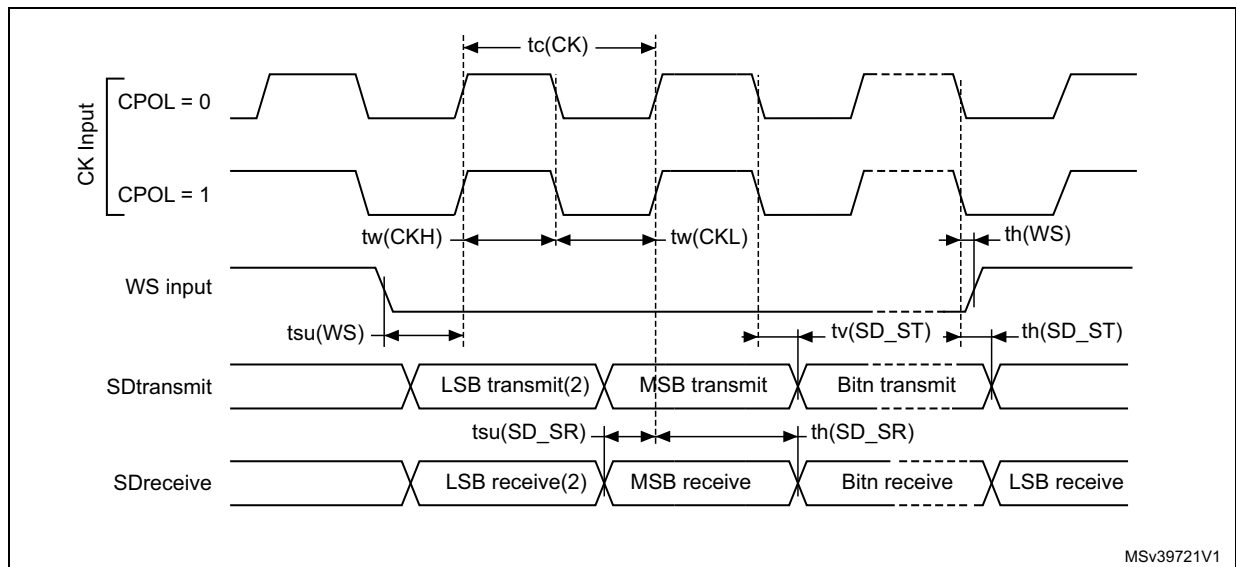 tc(CK)
CK Input
CPOL = 0
CPOL = 1
tw(CKH)
tw(CKL)
th(WS)
WS input
tsu(WS)
tv(SD_ST)
th(SD_ST)
SDtransmit
LSB transmit(2)
MSB transmit
Bitn transmit
tsu(SD_SR)
th(SD_SR)
SDreceive
LSB receive(2)
MSB receive
Bitn receive
LSB receive
MSv39721V1